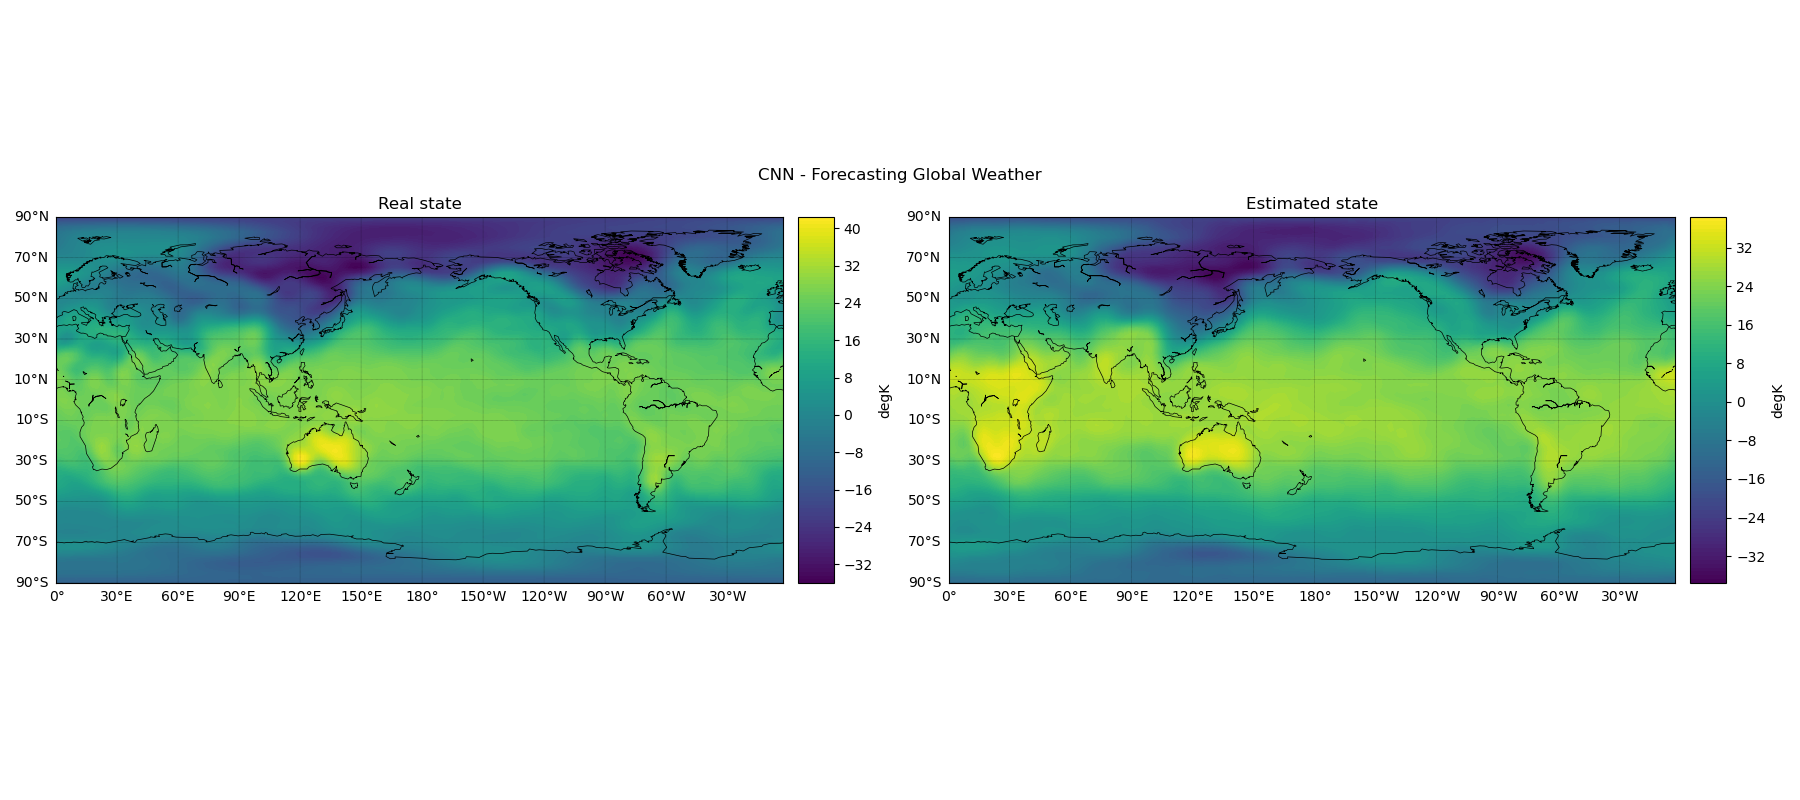 CNN - Forecasting Global Weather
Real state
90°N
70°N
50°N
30°N
10°N
10°S
30°S
50°S
70°S
90°S
0°
30°E
60°E
90°E
120°E
150°E
180°
150°W
120°W
90°W
60°W
30°W
40
32
24
16
8
0
−8
−16
−24
−32
degK
Estimated state
90°N
70°N
50°N
30°N
10°N
10°S
30°S
50°S
70°S
90°S
0°
30°E
60°E
90°E
120°E
150°E
180°
150°W
120°W
90°W
60°W
30°W
32
24
16
8
0
−8
−16
−24
−32
degK